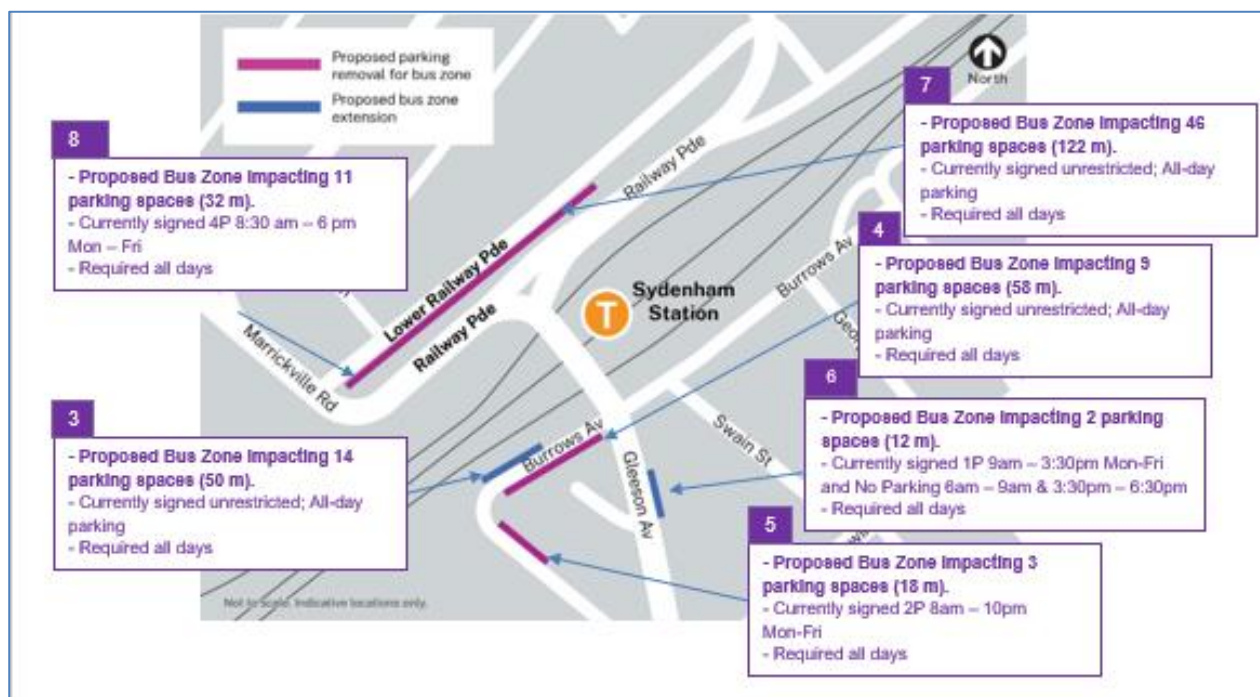 Proposed parking
removal for bus zone
Proposed bus zone
extension
North
7
- Proposed Bus Zone Impacting 46
parking spaces (122 m).
- Currently signed unrestricted; All-day
parking
- Required all days
8
- Proposed Bus Zone Impacting 11
parking spaces (32 m).
- Currently signed 4P 8:30 am – 6 pm
Mon – Fri
- Required all days
Railway Pde
Lower Railway Pde
Railway Pde
Marrickville Rd
T
Sydenham
Station
Burrows Av
4
- Proposed Bus Zone Impacting 9
parking spaces (58 m).
- Currently signed unrestricted; All-day
parking
- Required all days
3
- Proposed Bus Zone Impacting 14
parking spaces (50 m).
- Currently signed unrestricted; All-day
parking
- Required all days
Burrows Av
Gleeson Av
Swain St
6
- Proposed Bus Zone Impacting 2 parking
spaces (12 m).
- Currently signed 1P 9am – 3:30pm Mon-Fri
and No Parking 6am – 9am & 3:30pm – 6:30pm
- Required all days
5
- Proposed Bus Zone Impacting 3
parking spaces (18 m).
- Currently signed 2P 8am – 10pm
Mon-Fri
- Required all days
Not to Scale. Indicative locations only.